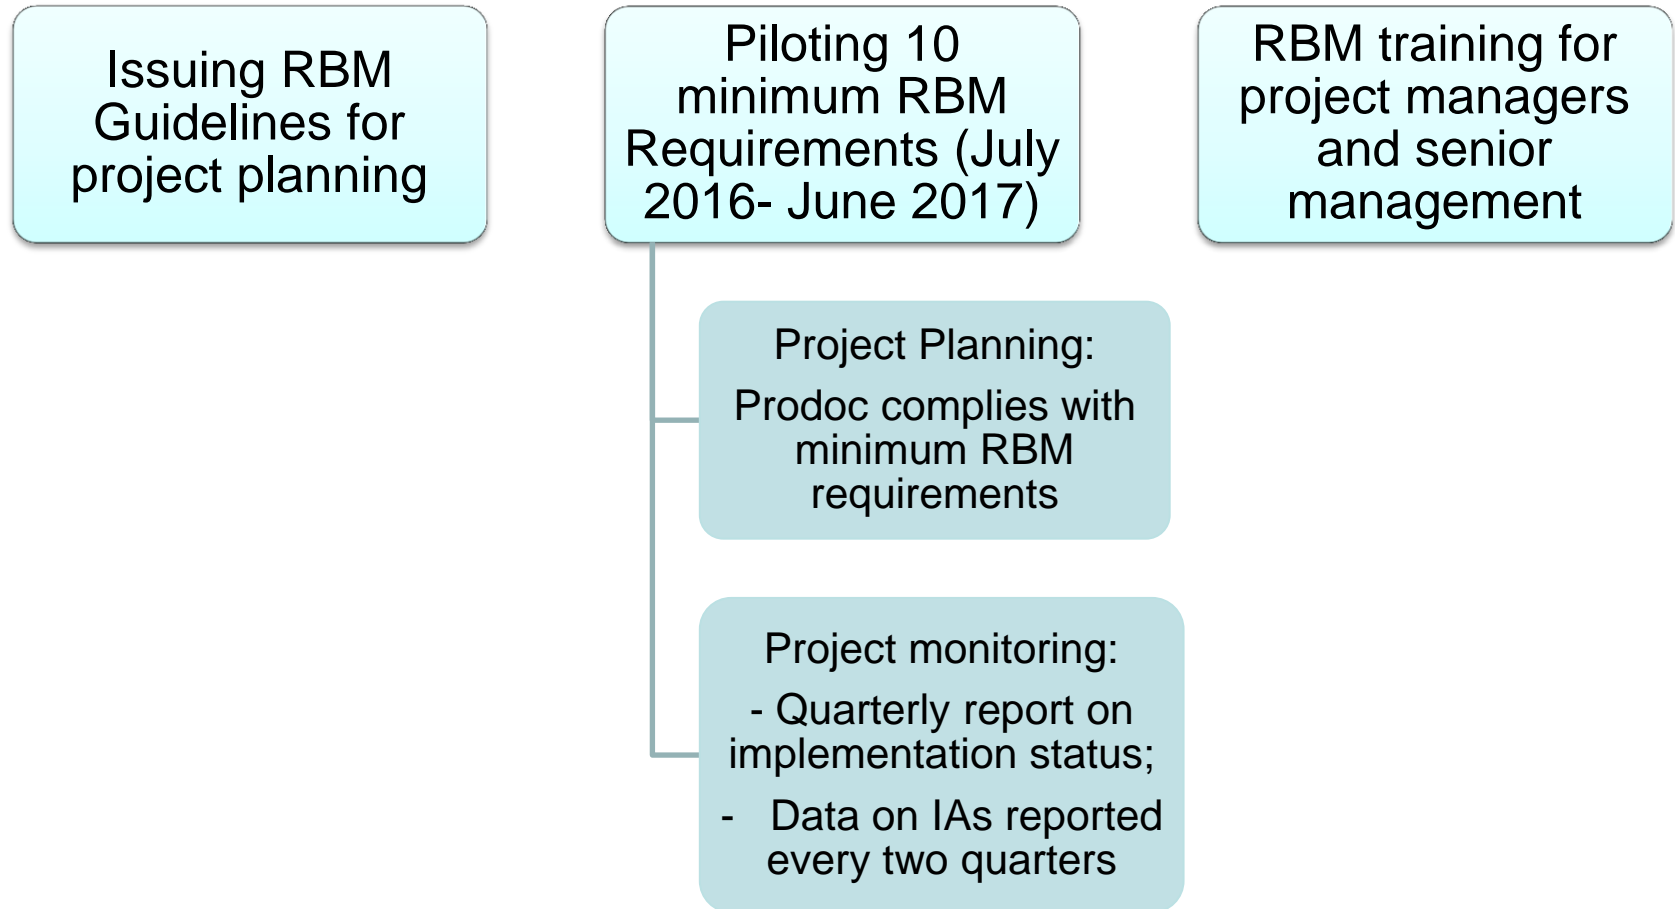 Issuing RBM
Guidelines for
project planning
Piloting 10
minimum RBM
Requirements (July
2016- June 2017)
RBM training for
project managers
and senior
management
Project Planning:
Prodoc complies with
minimum RBM
requirements
Project monitoring:
- Quarterly report on
implementation status;
- Data on IAs reported
every two quarters